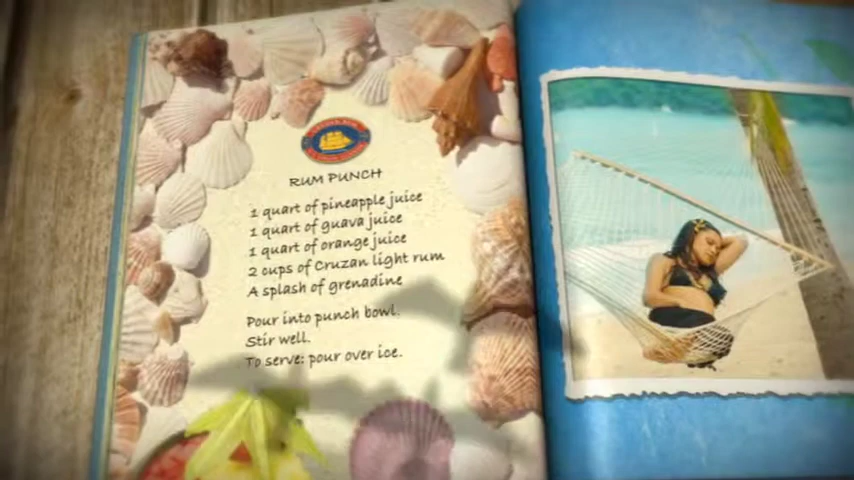 RUM PUNCH
1 quart of pineapple juice
1 quart of guava juice
1 quart of orange juice
2 cups of Cruzan light rum
A splash of grenadine
Pour into punch bowl.
Stir well.
To serve: pour over ice.